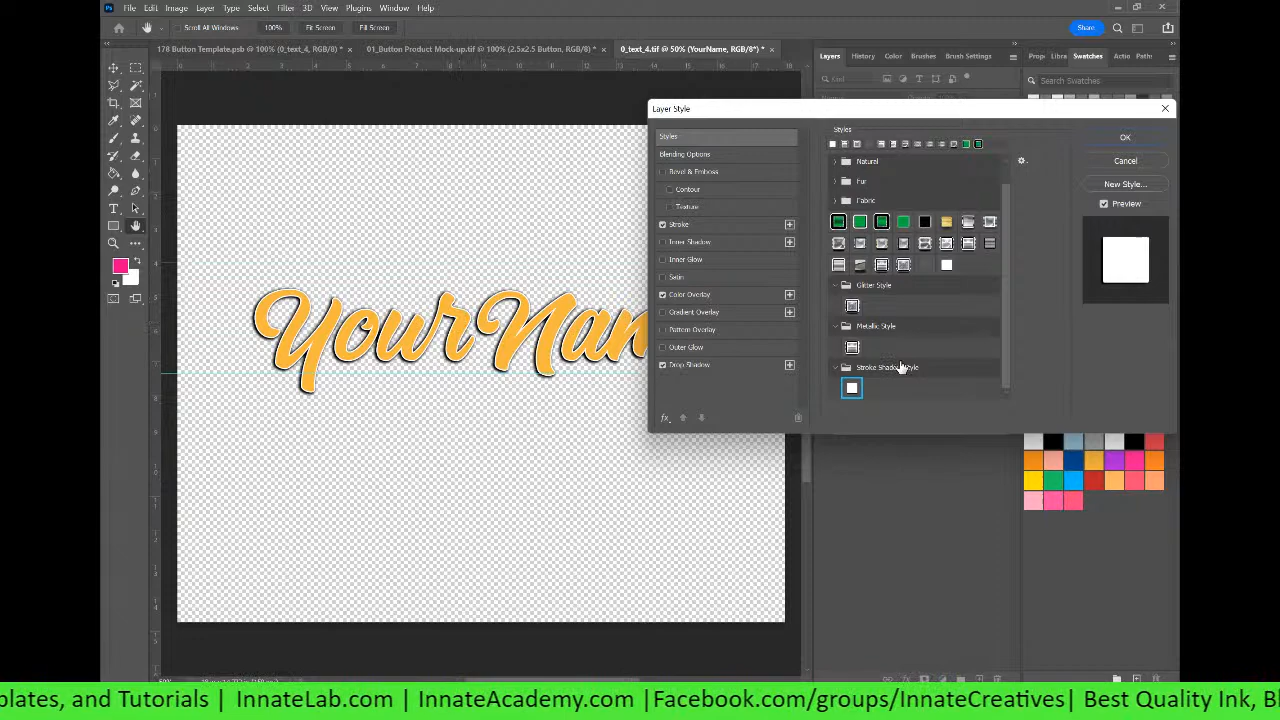 File Edit Image Layer Type Select Filter 3D View Plugins Window Help
Scroll All Windows 100% Fit Screen Fill Screen Share
178 Button Template.psb @ 100% (0_text_4, RGB/8) * × 01_Button Product Mock-up.tif @ 100% (2.5x2.5 Button, RGB/8) * × 0_text_4.tif @ 50% (YourName, RGB/8*) * ×
Layers History Color Brushes Brush Settings Prop Libra Swatches Actio Path
Kind Search Swatches
Layer Style
Styles
Blending Options
Bevel & Emboss
Contour
Texture
Stroke
Inner Shadow
Inner Glow
Satin
Color Overlay
Gradient Overlay
Pattern Overlay
Outer Glow
Drop Shadow
fx
Styles
Natural
Fur
Fabric
Glitter Style
Metallic Style
Stroke Shadow Style
OK
Cancel
New Style...
Preview
YourNam
plates, and Tutorials | InnateLab.com | InnateAcademy.com |Facebook.com/groups/InnateCreatives| Best Quality Ink, Bl